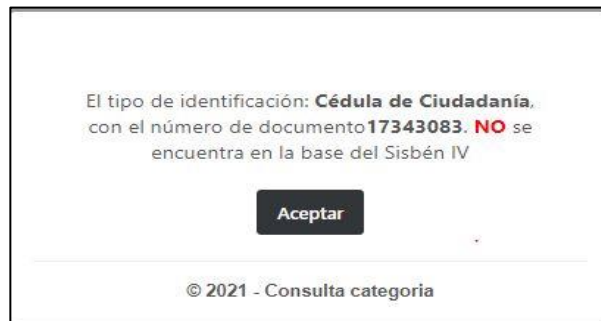 El tipo de identificación: Cédula de Ciudadanía,
con el número de documento17343083. NO se
encuentra en la base del Sisbén IV
Aceptar
© 2021 - Consulta categoria